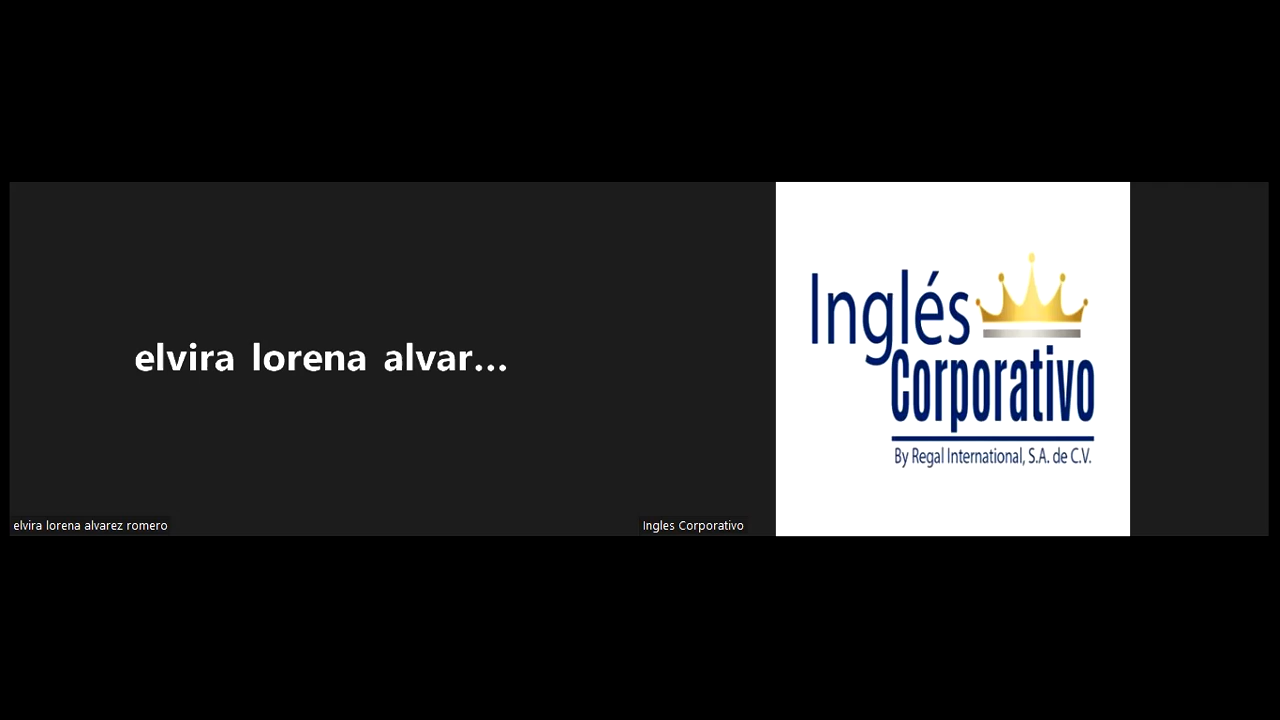 elvira lorena alvar...
elvira lorena alvarez romero
Ingles Corporativo
Inglés
Corporativo
By Regal International, S.A. de C.V.